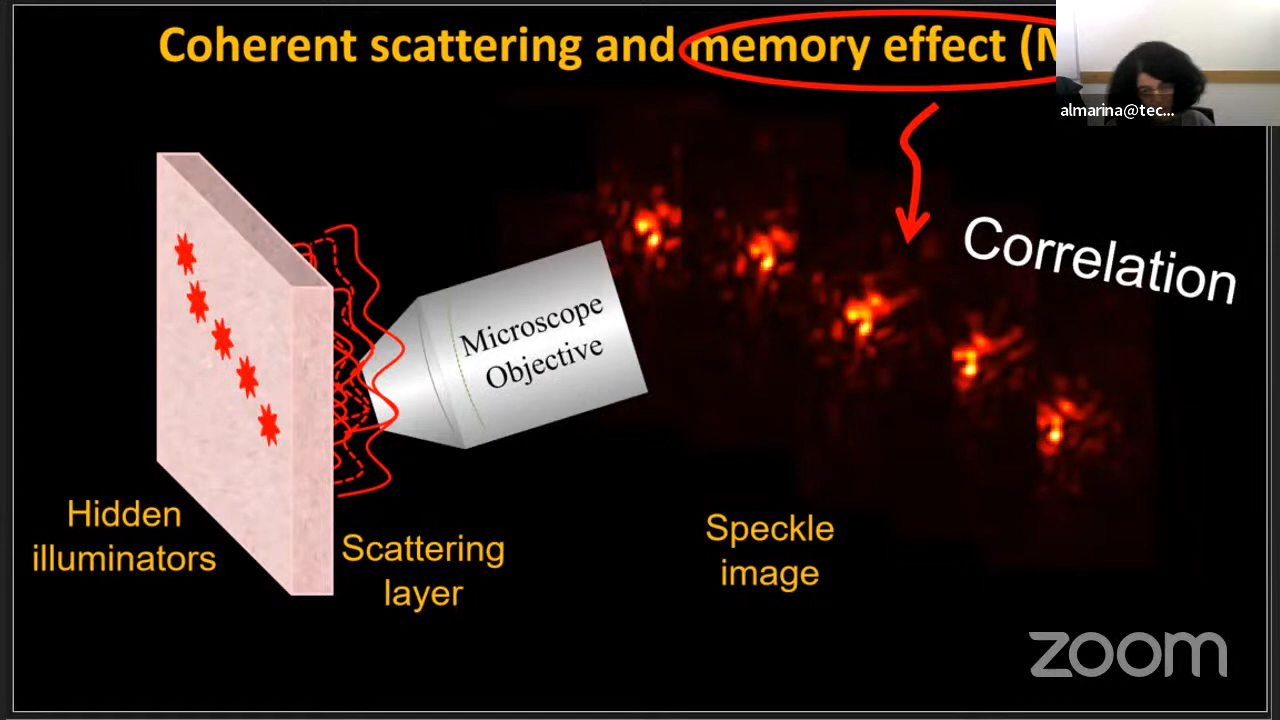 Coherent scattering and memory effect (
almarina@tec...
Correlation
Microscope
Objective
Hidden
illuminators
Scattering
layer
Speckle
image
zoom